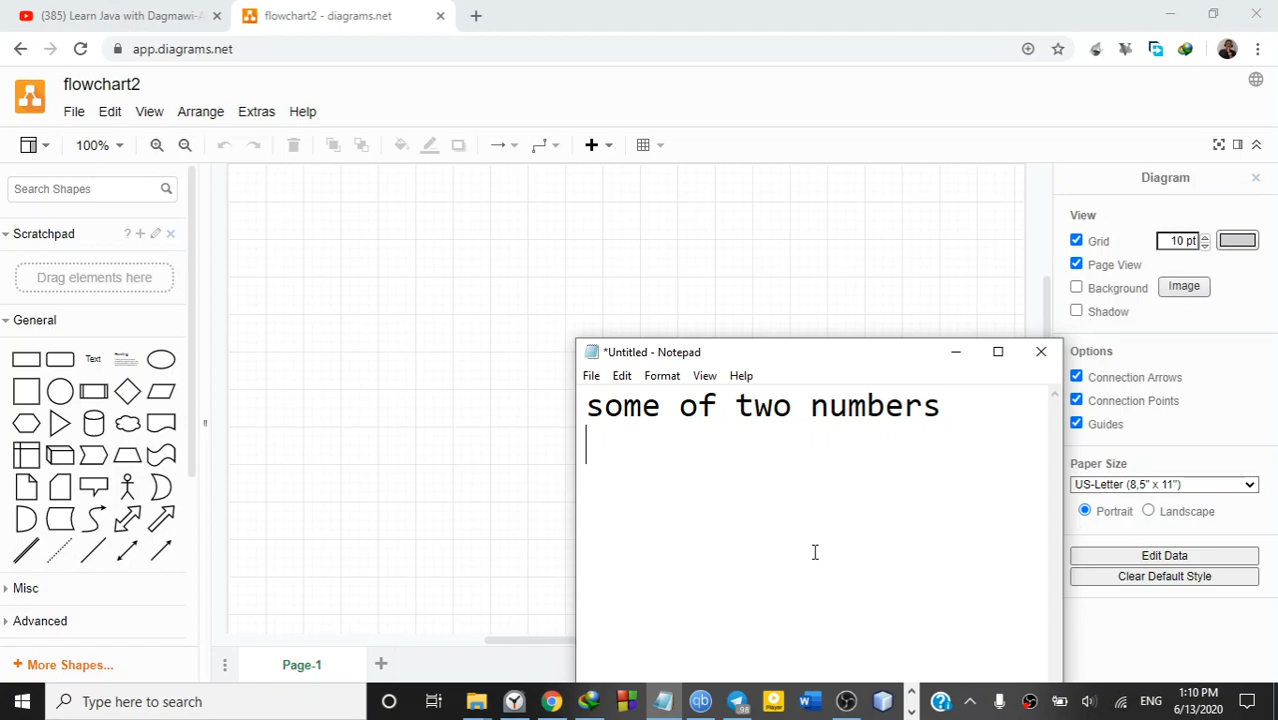 (385) Learn Java with Dagmawi-
flowchart2 - diagrams.net
app.diagrams.net
flowchart2
File Edit View Arrange Extras Help
100%
Search Shapes
Scratchpad
?
Drag elements here
General
Text
Heading
Misc
Advanced
+ More Shapes...
Page-1
*Untitled - Notepad
File Edit Format View Help
some of two numbers
Diagram
View
Grid 10 pt
Page View
Background Image
Shadow
Options
Connection Arrows
Connection Points
Guides
Paper Size
US-Letter (8,5" x 11")
Portrait Landscape
Edit Data
Clear Default Style
Type here to search
98
Player
ENG
1:10 PM
6/13/2020